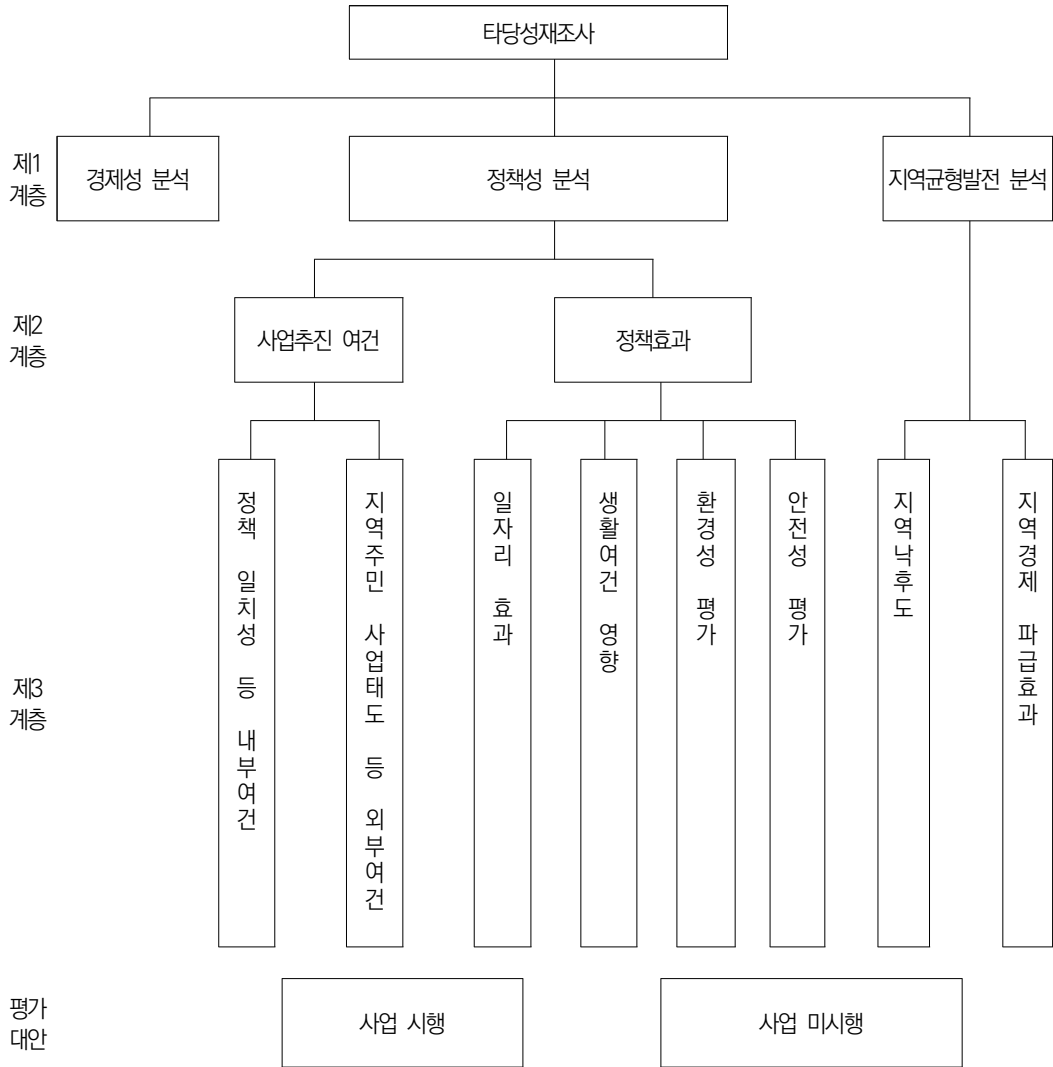 타당성재조사
제1
계층
경제성 분석
정책성 분석
지역균형발전 분석
제2
계층
사업추진 여건
정책효과
제3
계층
정책 일치성 등 내부여건
지역주민 사업태도 등 외부여건
일자리 효과
생활여건 영향
환경성 평가
안전성 평가
지역낙후도
지역경제 파급효과
평가
대안
사업 시행
사업 미시행